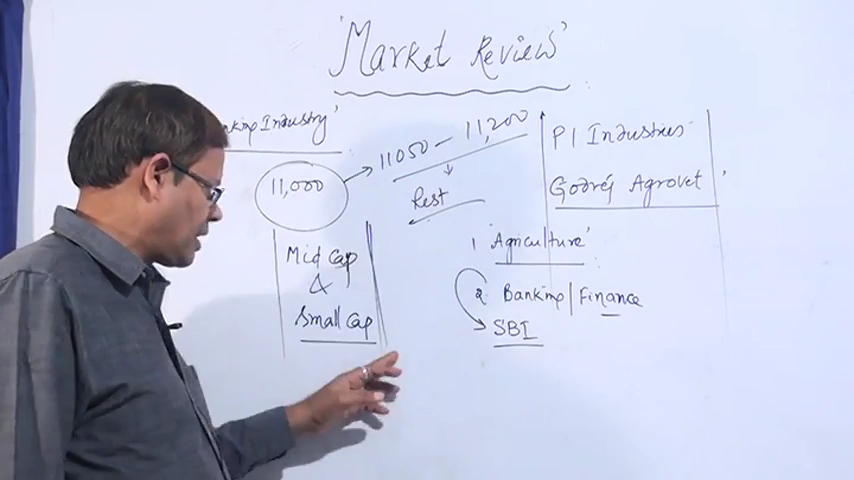 'Market Review'
Industry'
11,000
11050 - 11,200
Rest
Mid Cap
&
Small Cap
PI Industries
Godrej Agrovet
1 'Agriculture'
2. Banking/Finance
SBI